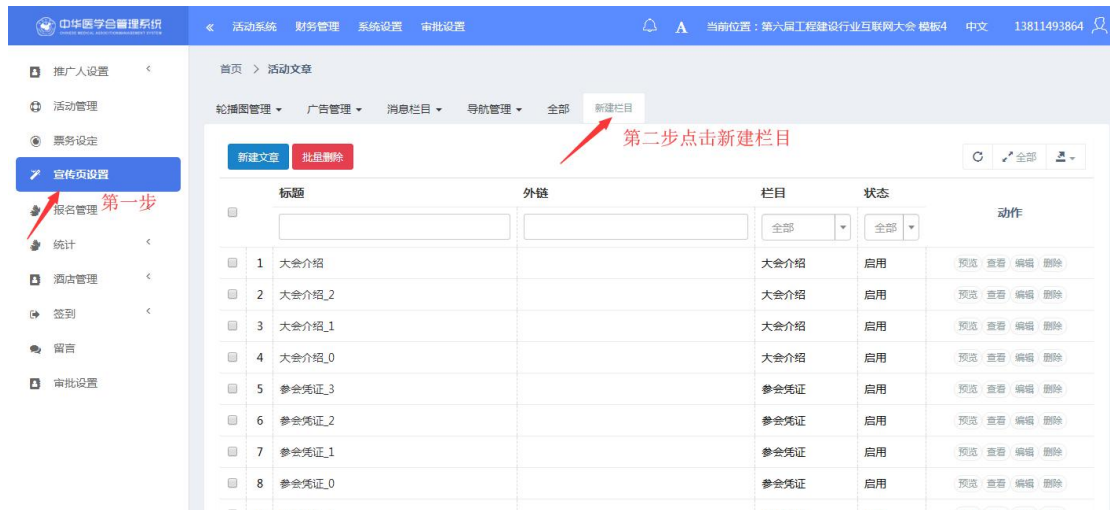 中华医学会管理系统
« 活动系统 财务管理 系统设置 审批设置 A 当前位置：第六届工程建设行业互联网大会 模板4 中文 13811493864
推广人设置
活动管理
票务设定
宣传页设置
报名管理
统计
酒店管理
签到
留言
审批设置
第一步
首页 > 活动文章
轮播图管理 广告管理 消息栏目 导航管理 全部 新建栏目
第二步点击新建栏目
新建文章 批里删除 全部
标题 外链 栏目 状态 动作
全部 全部
1 大会介绍 大会介绍 启用 预览 查看 编辑 删除
2 大会介绍_2 大会介绍 启用 预览 查看 编辑 删除
3 大会介绍_1 大会介绍 启用 预览 查看 编辑 删除
4 大会介绍_0 大会介绍 启用 预览 查看 编辑 删除
5 参会凭证_3 参会凭证 启用 预览 查看 编辑 删除
6 参会凭证_2 参会凭证 启用 预览 查看 编辑 删除
7 参会凭证_1 参会凭证 启用 预览 查看 编辑 删除
8 参会凭证_0 参会凭证 启用 预览 查看 编辑 删除